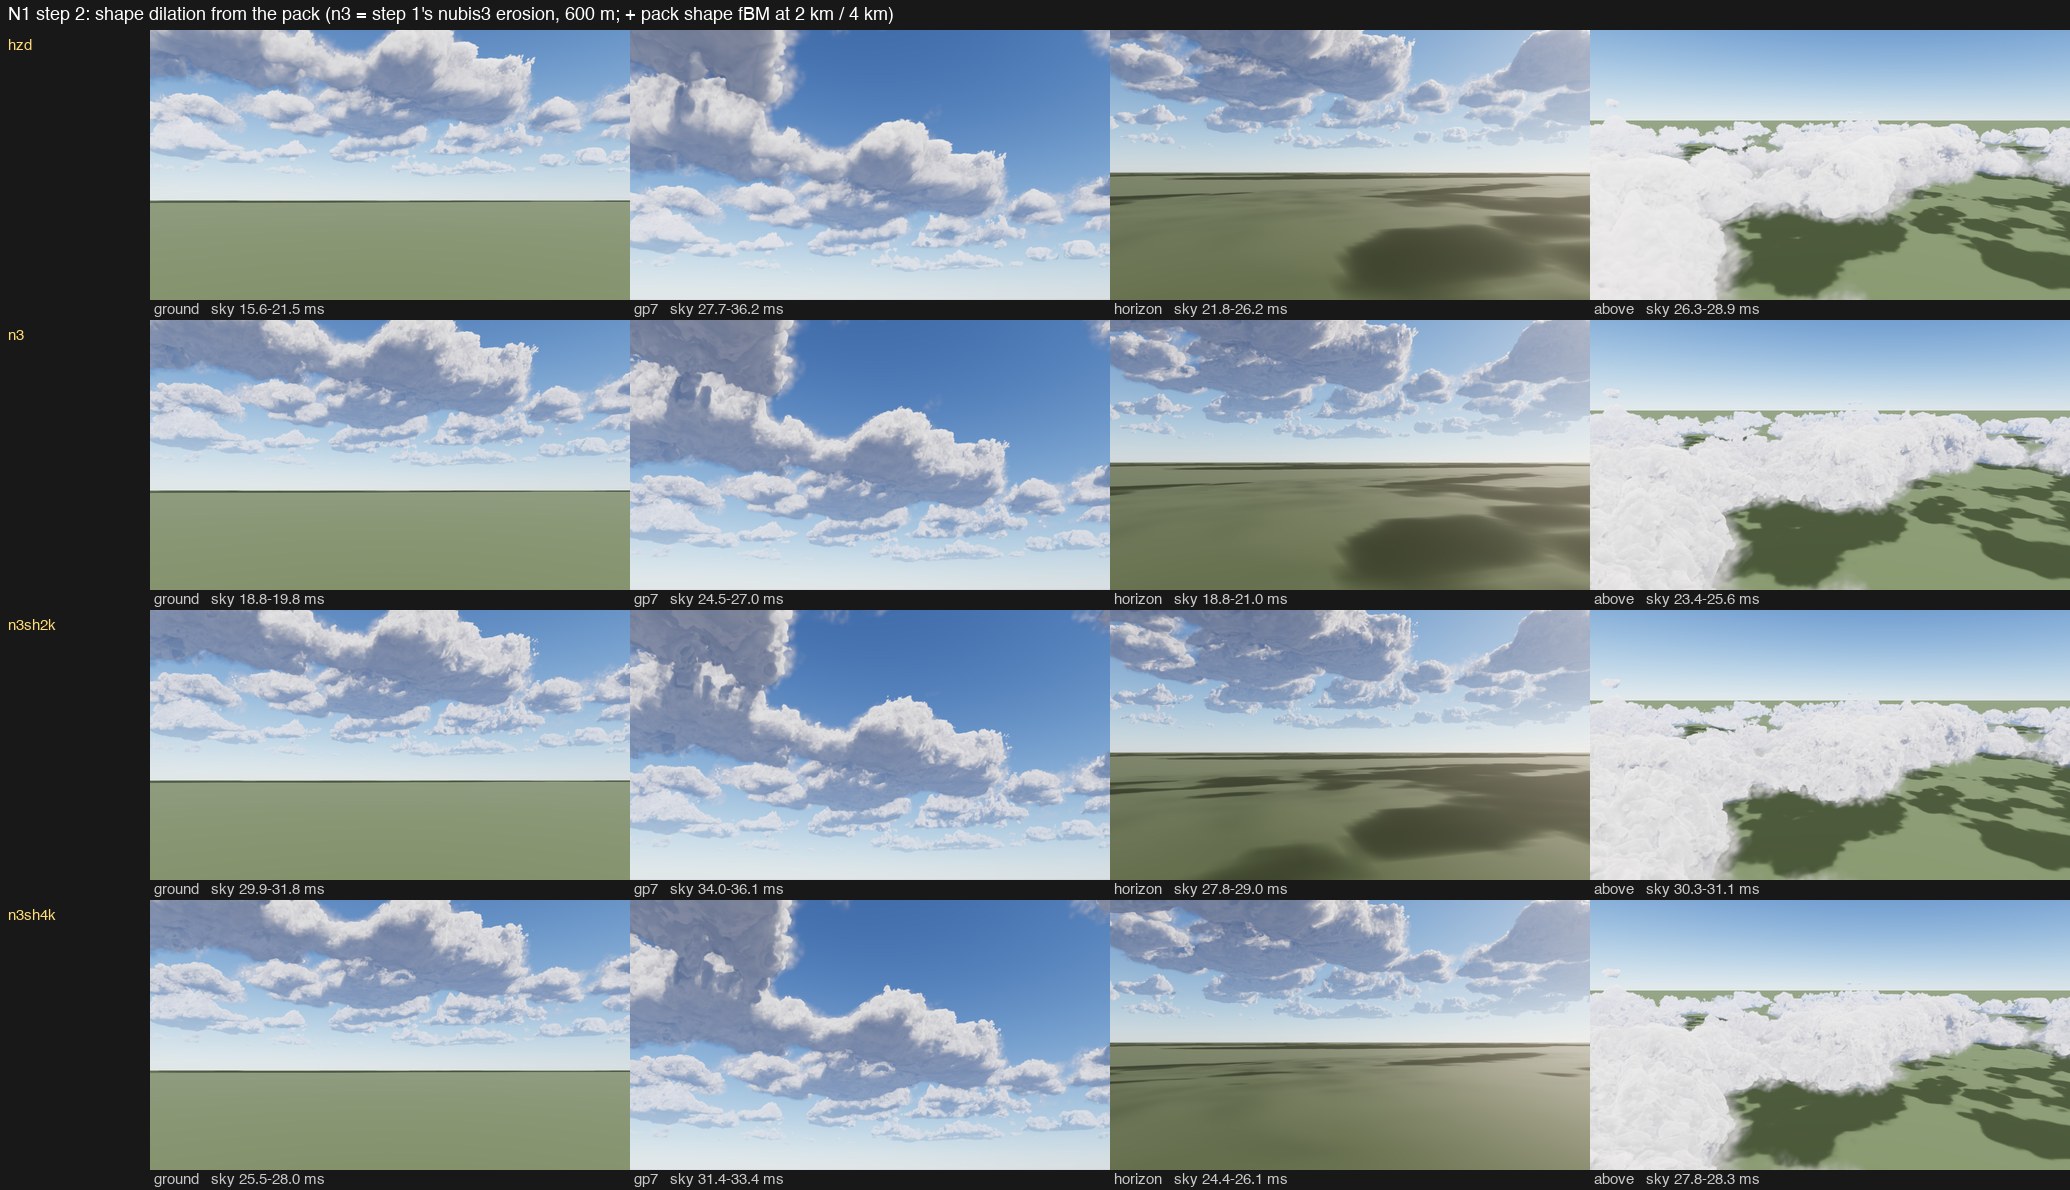 N1 step 2: shape dilation from the pack (n3 = step 1's nubis3 erosion, 600 m; + pack shape fBM at 2 km / 4 km)
hzd
ground sky 15.6-21.5 ms
gp7 sky 27.7-36.2 ms
horizon sky 21.8-26.2 ms
above sky 26.3-28.9 ms
n3
ground sky 18.8-19.8 ms
gp7 sky 24.5-27.0 ms
horizon sky 18.8-21.0 ms
above sky 23.4-25.6 ms
n3sh2k
ground sky 29.9-31.8 ms
gp7 sky 34.0-36.1 ms
horizon sky 27.8-29.0 ms
above sky 30.3-31.1 ms
n3sh4k
ground sky 25.5-28.0 ms
gp7 sky 31.4-33.4 ms
horizon sky 24.4-26.1 ms
above sky 27.8-28.3 ms